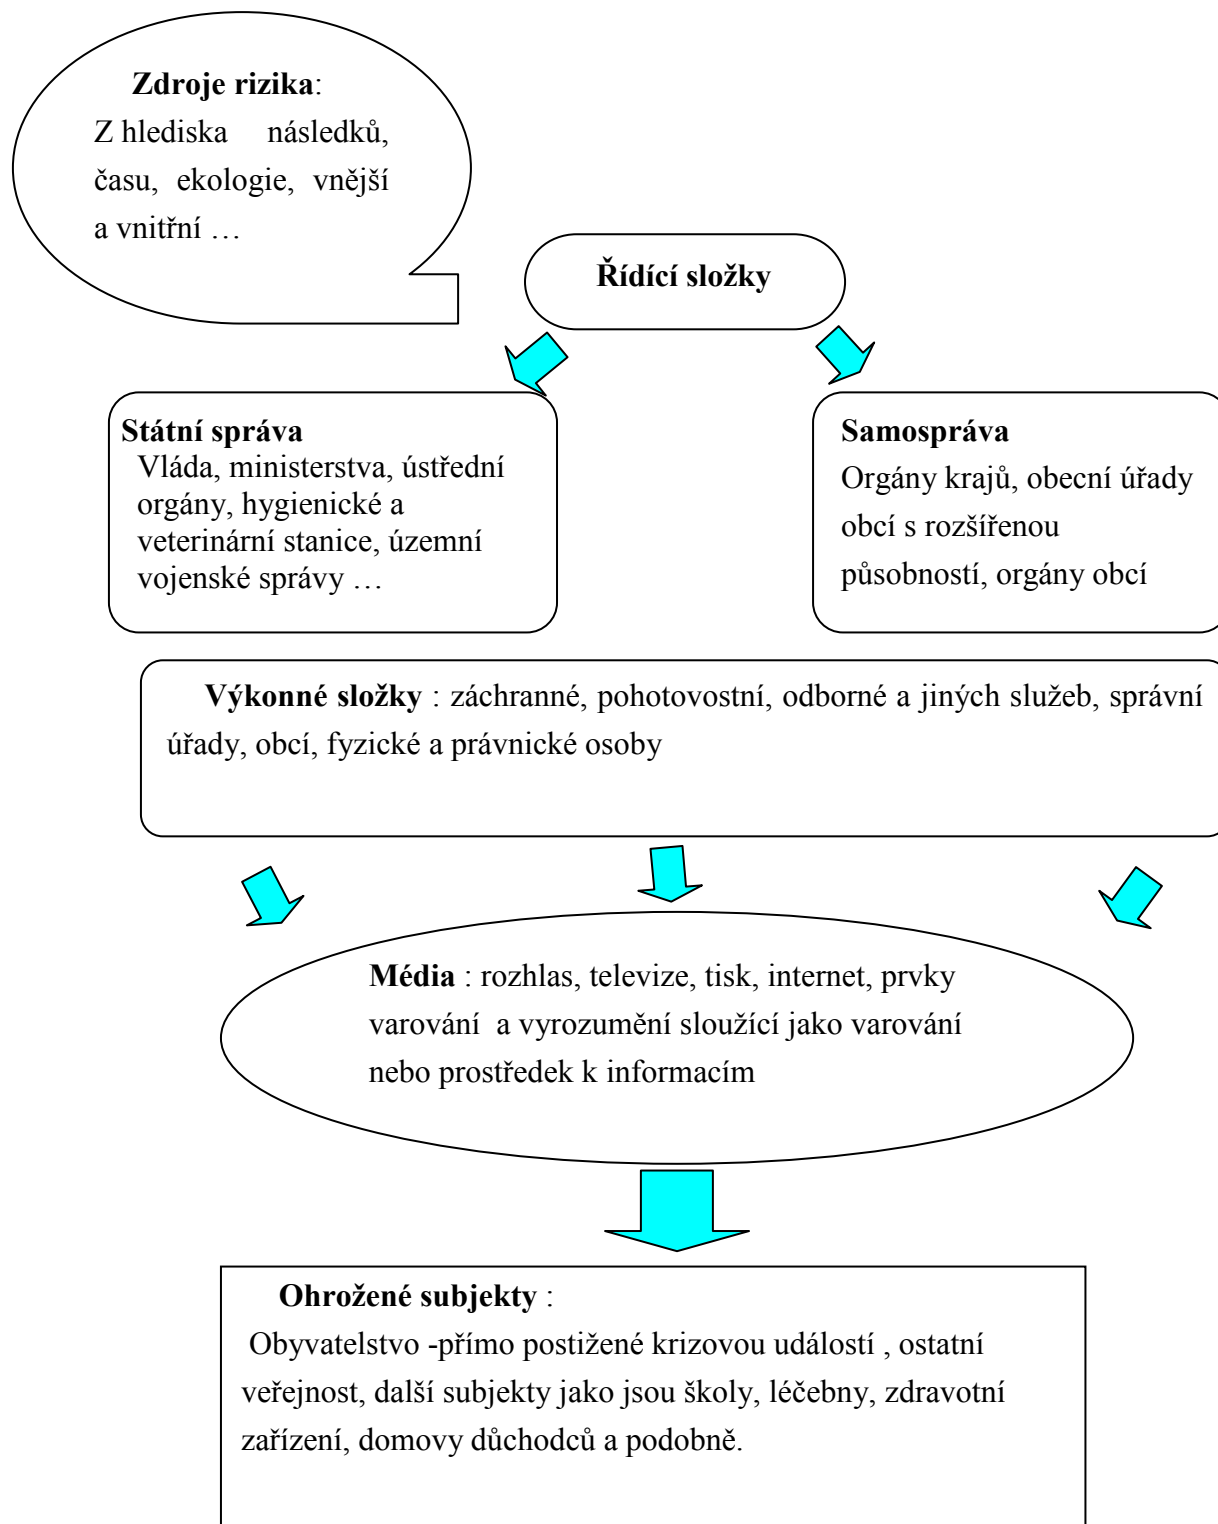 Zdroje rizika:
Z hlediska následků,
času, ekologie, vnější
a vnitřní …
Řídící složky
Státní správa
Vláda, ministerstva, ústřední
orgány, hygienické a
veterinární stanice, územní
vojenské správy …
Samospráva
Orgány krajů, obecní úřady
obcí s rozšířenou
působností, orgány obcí
Výkonné složky : záchranné, pohotovostní, odborné a jiných služeb, správní
úřady, obcí, fyzické a právnické osoby
Média : rozhlas, televize, tisk, internet, prvky
varování a vyrozumění sloužící jako varování
nebo prostředek k informacím
Ohrožené subjekty :
Obyvatelstvo -přímo postižené krizovou událostí , ostatní
veřejnost, další subjekty jako jsou školy, léčebny, zdravotní
zařízení, domovy důchodců a podobně.